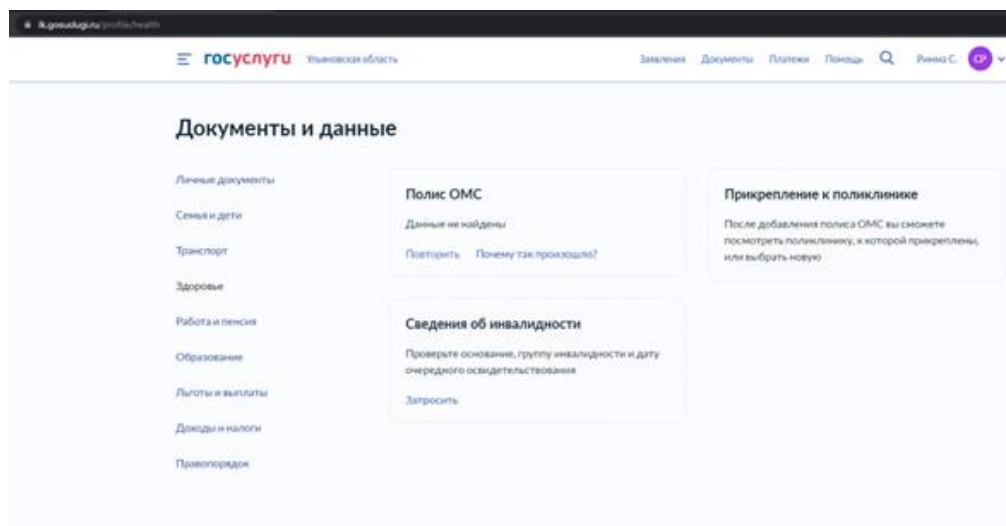 lk.gosuslugi.ru/profile/health
госуслуги Ульяновская область Заявления Документы Платежи Помощь Римма С. СР
Документы и данные
Личные документы
Семья и дети
Транспорт
Здоровье
Работа и пенсия
Образование
Льготы и выплаты
Доходы и налоги
Правопорядок
Полис ОМС
Данные не найдены
Повторить Почему так произошло?
Прикрепление к поликлинике
После добавления полиса ОМС вы сможете
посмотреть поликлинику, к которой прикреплены,
или выбрать новую
Сведения об инвалидности
Проверьте основание, группу инвалидности и дату
очередного освидетельствования
Запросить